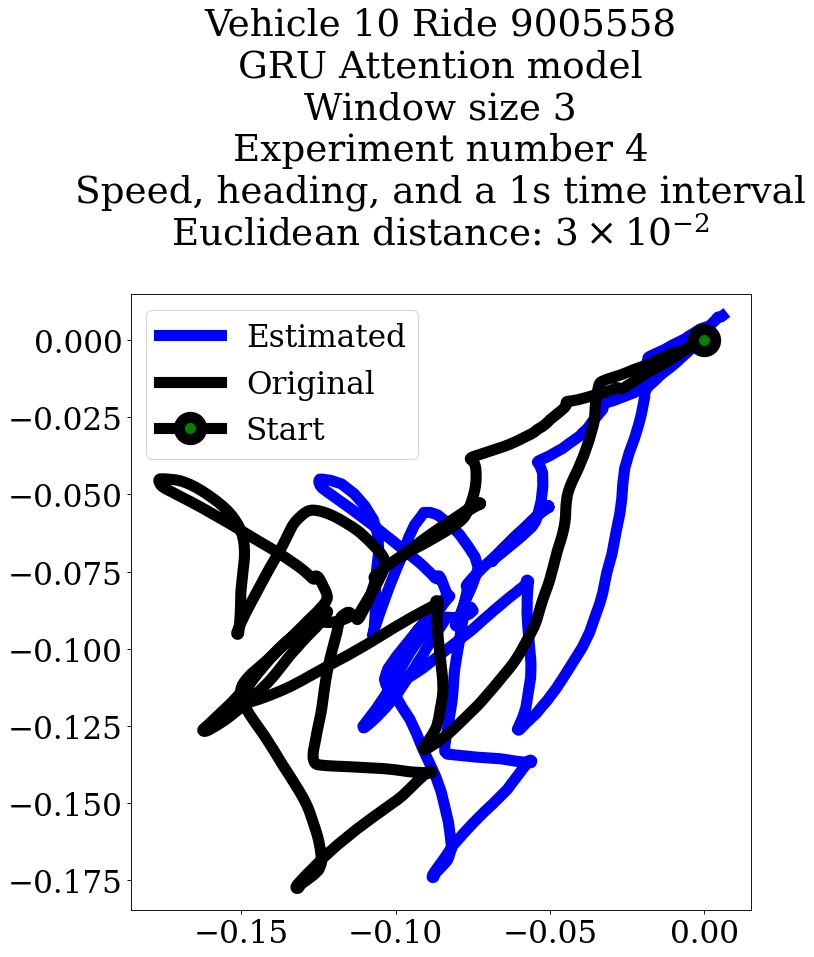 Vehicle 10 Ride 9005558
GRU Attention model
Window size 3
Experiment number 4
Speed, heading, and a 1s time interval
Euclidean distance: 3 × 10⁻²
Estimated
Original
Start
0.000
−0.025
−0.050
−0.075
−0.100
−0.125
−0.150
−0.175
−0.15
−0.10
−0.05
0.00